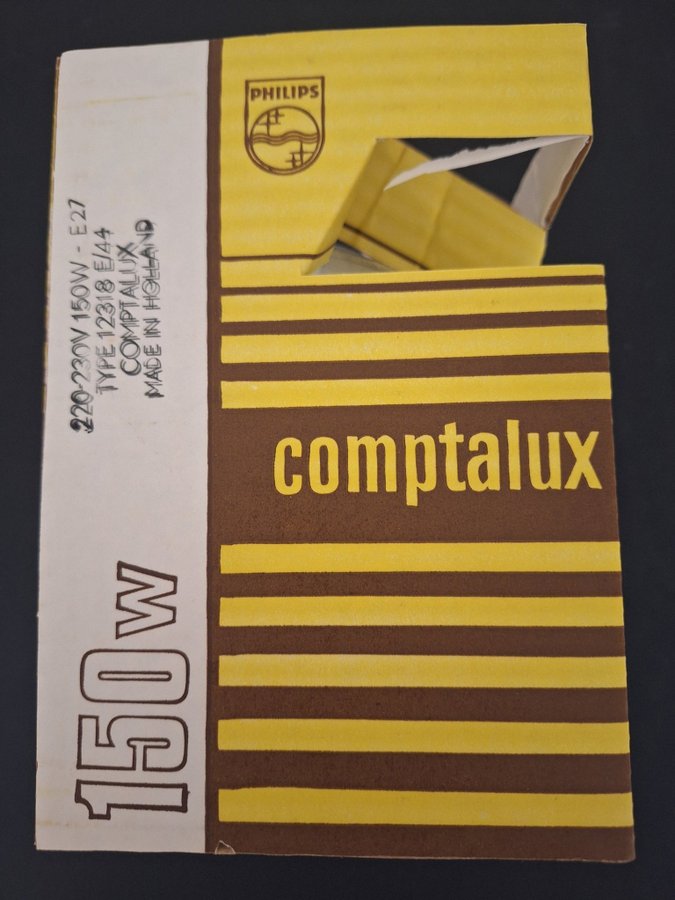 PHILIPS
220-230V 150W - E27
TYPE 12318 E/44
COMPTALUX
MADE IN HOLLAND
comptalux
150W